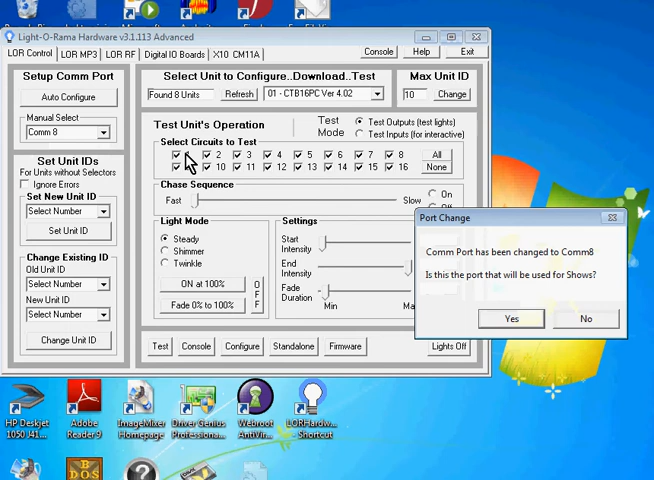 Recycle Bin
Light-O-Rama Hardware v3.1.113 Advanced
LOR Control LOR MP3 LOR RF Digital IO Boards X10 CM11A Console Help Exit
Setup Comm Port
Auto Configure
Manual Select
Comm 8
Set Unit IDs
For Units without Selectors
Ignore Errors
Set New Unit ID
Select Number
Set Unit ID
Change Existing ID
Old Unit ID
Select Number
New Unit ID
Select Number
Change Unit ID
Select Unit to Configure..Download..Test
Found 8 Units Refresh 01 - CTB16PC Ver 4.02
Max Unit ID
10 Change
Test Unit's Operation
Test Mode
Test Outputs (test lights)
Test Inputs (for interactive)
Select Circuits to Test
2 3 4 5 6 7 8 All
10 11 12 13 14 15 16 None
Chase Sequence
Fast Slow
On
Light Mode
Steady
Shimmer
Twinkle
ON at 100%
Fade 0% to 100%
OFF
Settings
Start Intensity
End Intensity
Fade Duration
Min
Test Console Configure Standalone Firmware Lights Off
Port Change
Comm Port has been changed to Comm8
Is this the port that will be used for Shows?
Yes No
HP Deskjet 1050 J41...
Adobe Reader 9
ImageMixer Homepage
Driver Genius Professiona...
Webroot AntiVir...
LORHardw... - Shortcut
BDOS